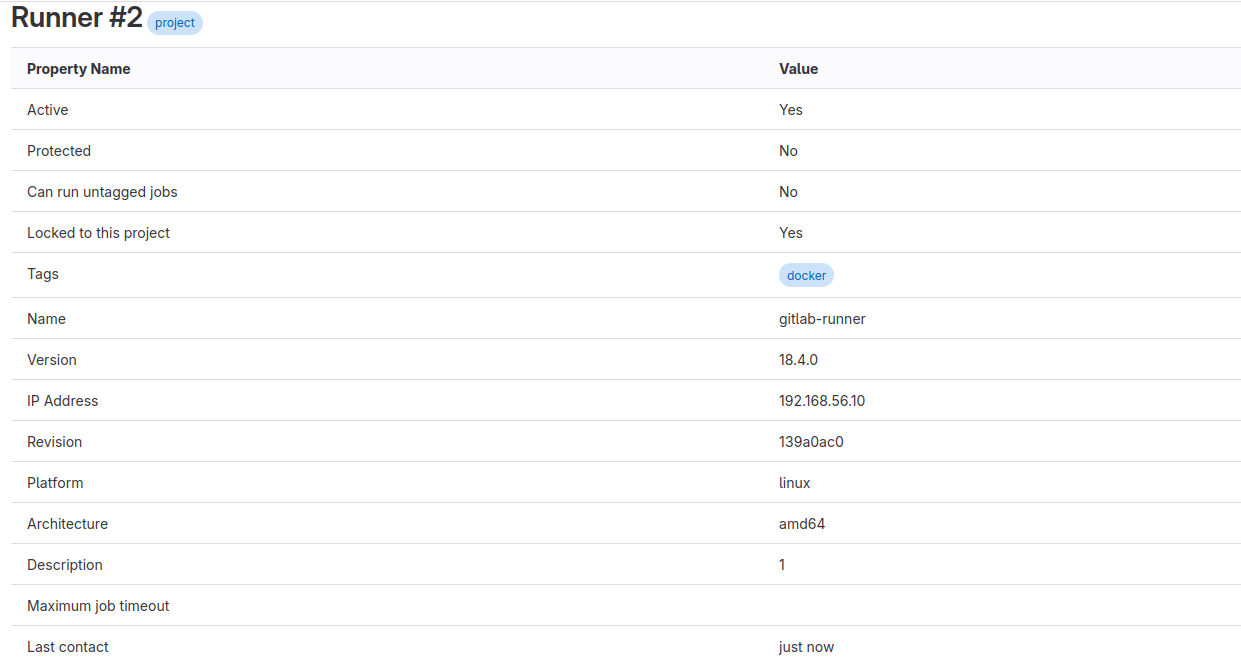 Runner #2 project
Property Name Value
Active Yes
Protected No
Can run untagged jobs No
Locked to this project Yes
Tags docker
Name gitlab-runner
Version 18.4.0
IP Address 192.168.56.10
Revision 139a0ac0
Platform linux
Architecture amd64
Description 1
Maximum job timeout
Last contact just now